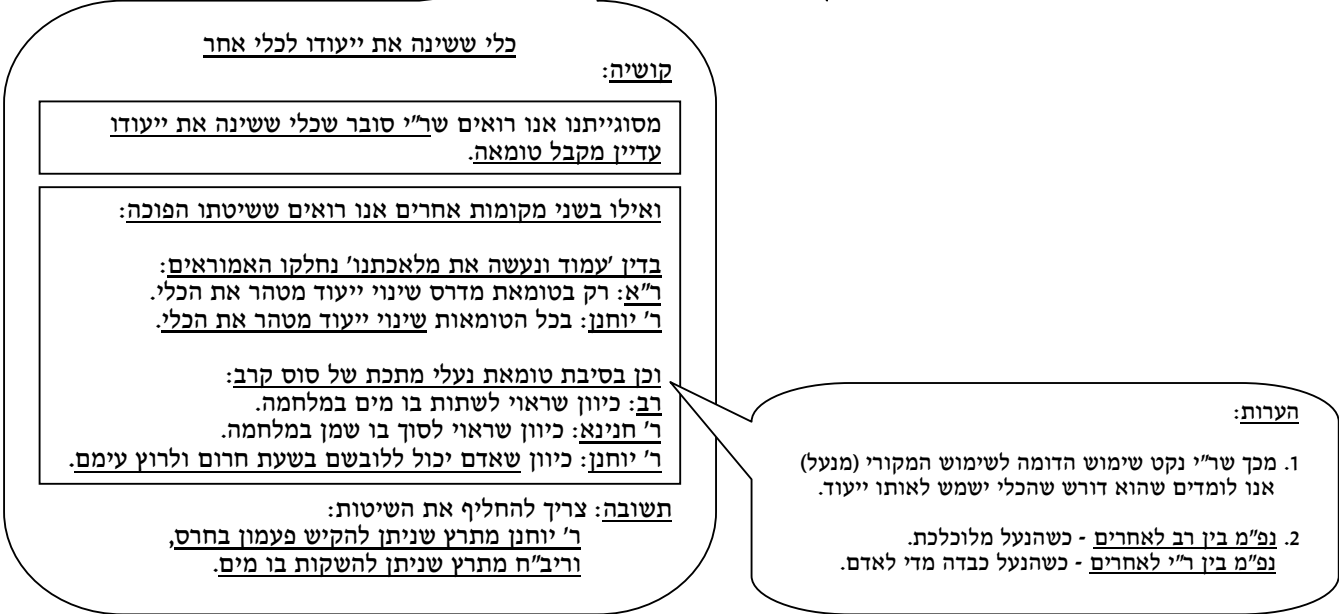 כלי ששינה את ייעודו לכלי אחר
קושיה:
מסוגייתנו אנו רואים שר"י סובר שכלי ששינה את ייעודו
עדיין מקבל טומאה.
ואילו בשני מקומות אחרים אנו רואים ששיטתו הפוכה:
בדין 'עמוד ונעשה את מלאכתנו' נחלקו האמוראים:
ר"א: רק בטומאת מדרס שינוי ייעוד מטהר את הכלי.
ר' יוחנן: בכל הטומאות שינוי ייעוד מטהר את הכלי.
וכן בסיבת טומאת נעלי מתכת של סוס קרב:
רב: כיוון שראוי לשתות בו מים במלחמה.
ר' חנינא: כיוון שראוי לסוך בו שמן במלחמה.
ר' יוחנן: כיוון שאדם יכול ללובשם בשעת חרום ולרוץ עימם.
תשובה: צריך להחליף את השיטות:
ר' יוחנן מתרץ שניתן להקיש פעמון בחרס,
וריב"ח מתרץ שניתן להשקות בו מים.
הערות:
1. מכך שר"י נקט שימוש הדומה לשימוש המקורי (מנעל)
אנו לומדים שהוא דורש שהכלי ישמש לאותו ייעוד.
2. נפ"מ בין רב לאחרים - כשהנעל מלוכלכת.
נפ"מ בין ר"י לאחרים - כשהנעל כבדה מדי לאדם.